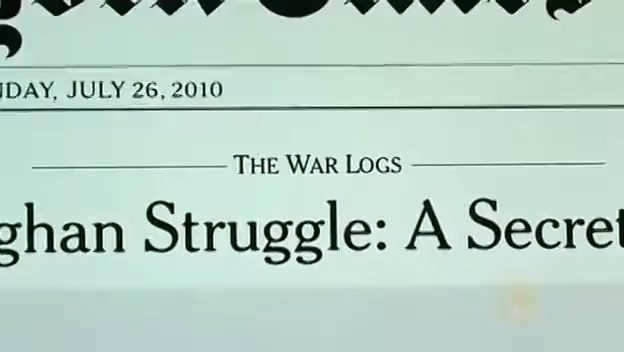 NDAY, JULY 26, 2010
THE WAR LOGS
ghan Struggle: A Secret